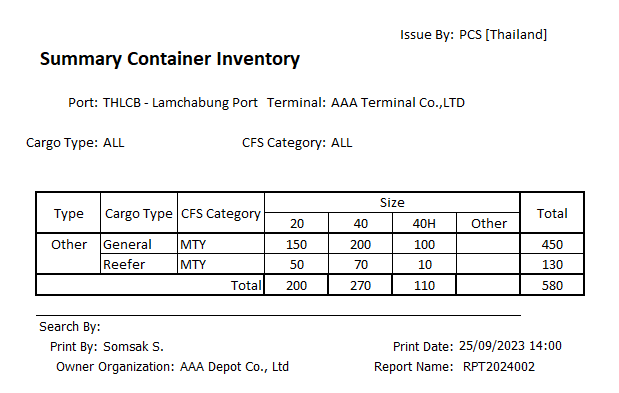 Issue By: PCS [Thailand]
Summary Container Inventory
Port: THLCB - Lamchabung Port Terminal: AAA Terminal Co.,LTD
Cargo Type: ALL CFS Category: ALL
Type Cargo Type CFS Category Size Total
20 40 40H Other
Other General MTY 150 200 100 450
Reefer MTY 50 70 10 130
Total 200 270 110 580
Search By:
Print By: Somsak S. Print Date: 25/09/2023 14:00
Owner Organization: AAA Depot Co., Ltd Report Name: RPT2024002